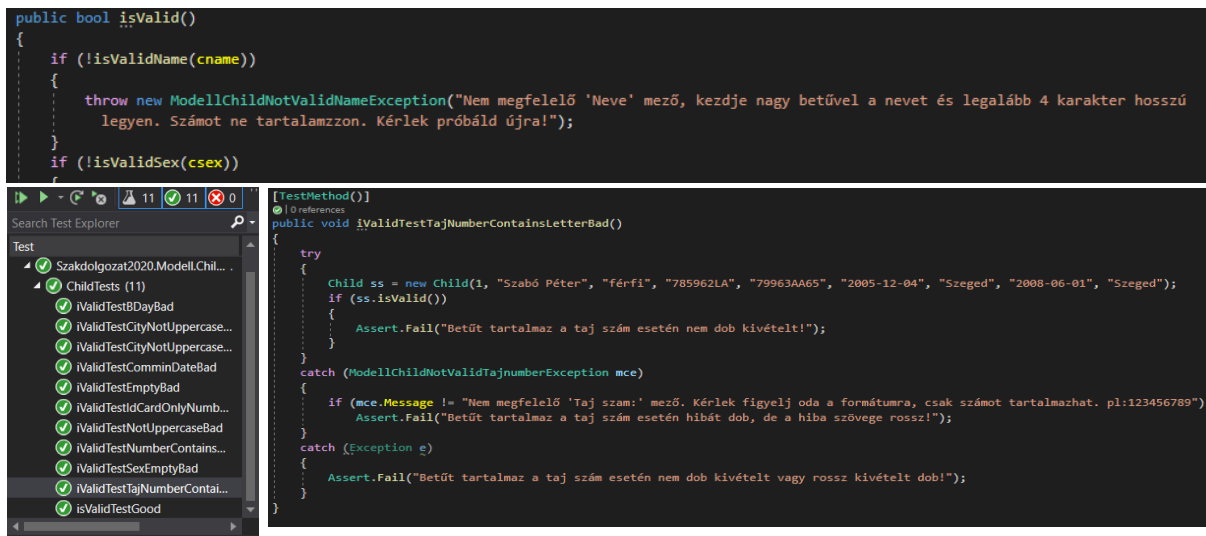 public bool isValid()
{
if (!isValidName(cname))
{
throw new ModellChildNotValidNameException("Nem megfelelő 'Neve' mező, kezdje nagy betűvel a nevet és legalább 4 karakter hosszú
legyen. Számot ne tartalamzzon. Kérlek próbáld újra!");
}
if (!isValidSex(csex))
{
11 11 0
Search Test Explorer
Test
Szakdolgozat2020.Modell.Chil...
ChildTests (11)
iValidTestBDayBad
iValidTestCityNotUppercase...
iValidTestCityNotUppercase...
iValidTestComminDateBad
iValidTestEmptyBad
iValidTestIdCardOnlyNumb...
iValidTestNotUppercaseBad
iValidTestNumberContains...
iValidTestSexEmptyBad
iValidTestTajNumberContai...
isValidTestGood
[TestMethod()]
| 0 references
public void iValidTestTajNumberContainsLetterBad()
{
try
{
Child ss = new Child(1, "Szabó Péter", "férfi", "785962LA", "79963AA65", "2005-12-04", "Szeged", "2008-06-01", "Szeged");
if (ss.isValid())
{
Assert.Fail("Betűt tartalmaz a taj szám esetén nem dob kivételt!");
}
}
catch (ModellChildNotValidTajnumberException mce)
{
if (mce.Message != "Nem megfelelő 'Taj szam:' mező. Kérlek figyelj oda a formátumra, csak számot tartalmazhat. pl:123456789")
Assert.Fail("Betűt tartalmaz a taj szám esetén hibát dob, de a hiba szövege rossz!");
}
catch (Exception e)
{
Assert.Fail("Betűt tartalmaz a taj szám esetén nem dob kivételt vagy rossz kivételt dob!");
}
}